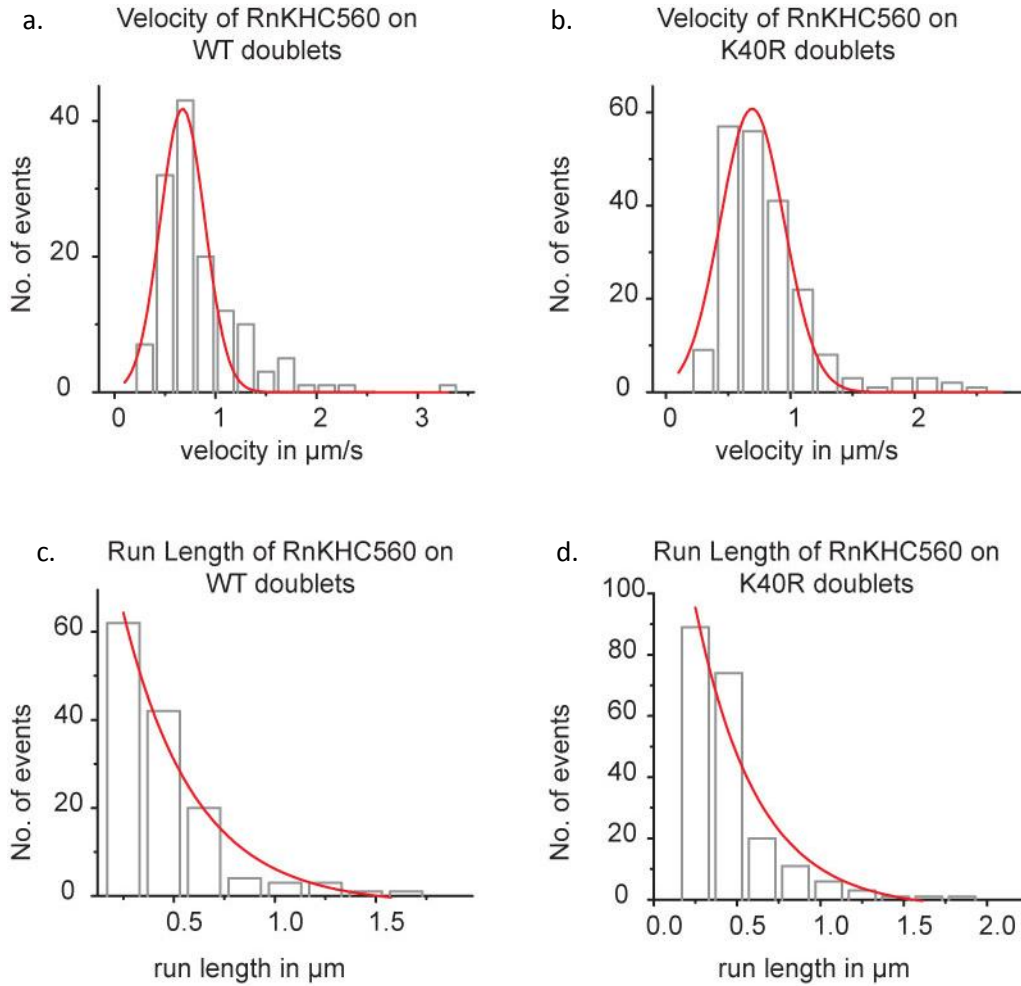 a.
Velocity of RnKHC560 on
WT doublets
No. of events
40
20
0
0
1
2
3
velocity in µm/s
b.
Velocity of RnKHC560 on
K40R doublets
No. of events
60
40
20
0
0
1
2
velocity in µm/s
c.
Run Length of RnKHC560 on
WT doublets
No. of events
60
40
20
0
0.5
1.0
1.5
run length in µm
d.
Run Length of RnKHC560 on
K40R doublets
No. of events
100
80
60
40
20
0
0.0
0.5
1.0
1.5
2.0
run length in µm